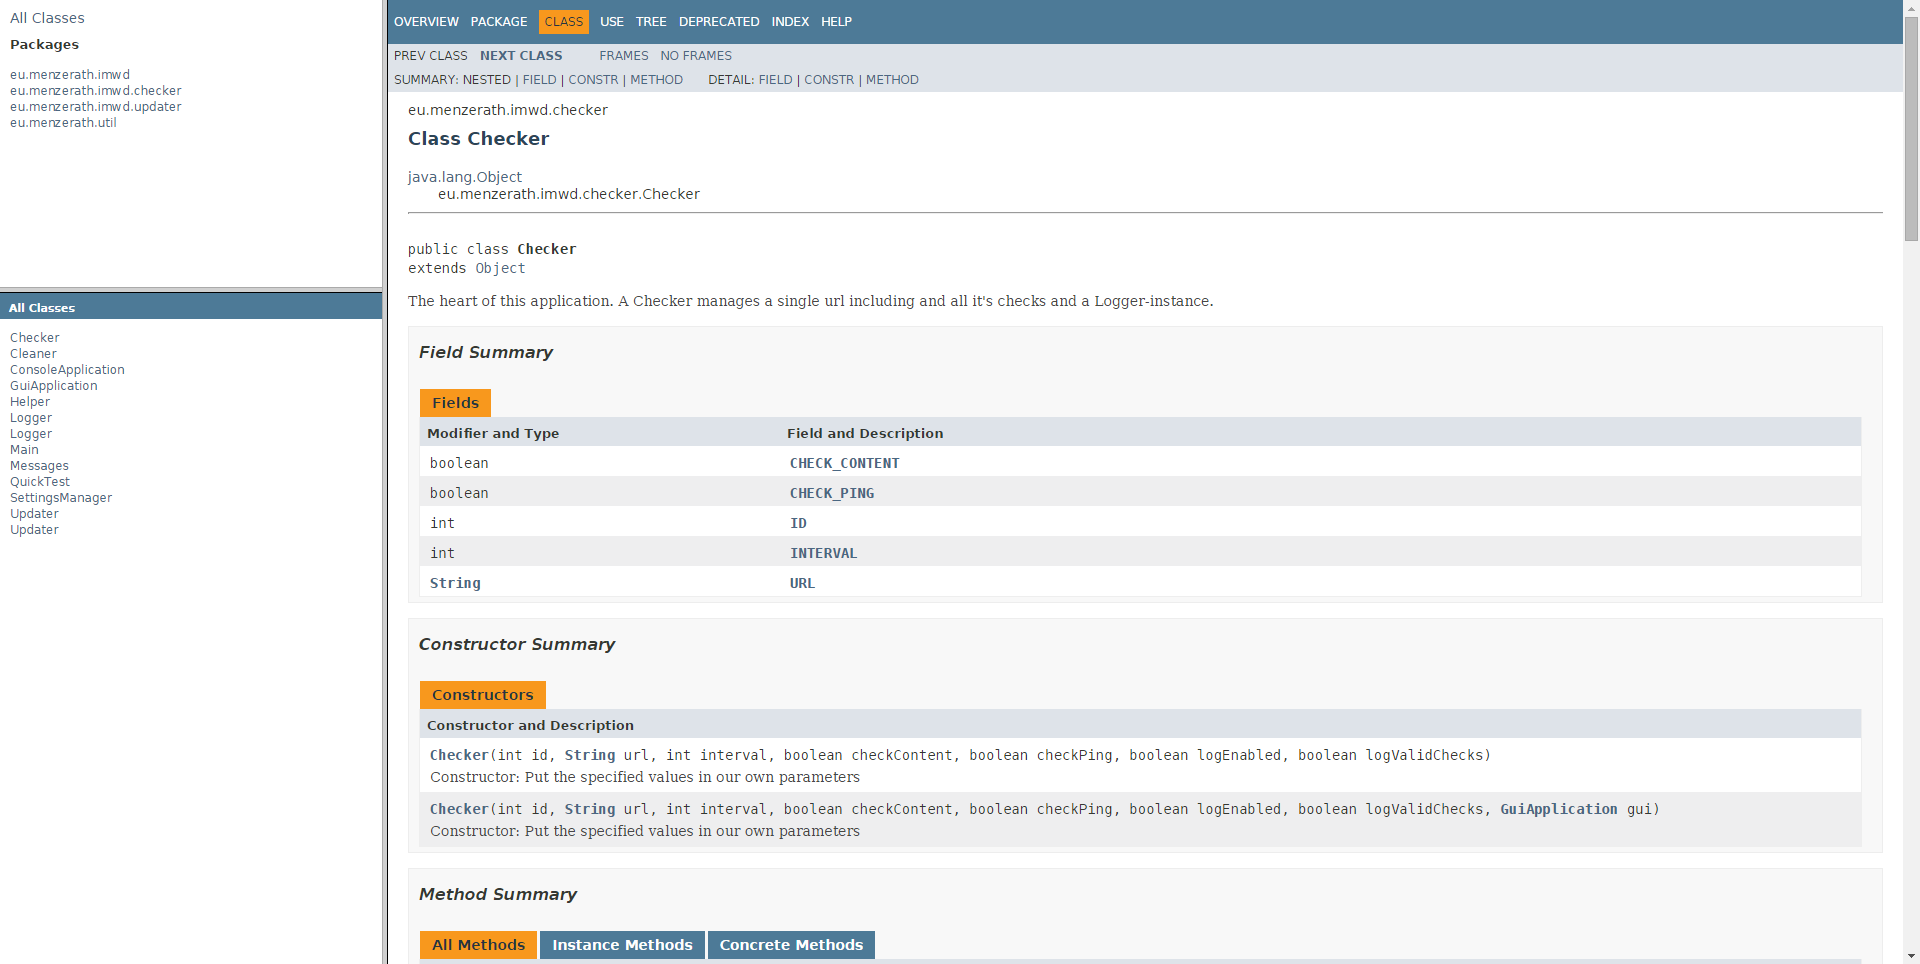 All Classes
Packages
eu.menzerath.imwd
eu.menzerath.imwd.checker
eu.menzerath.imwd.updater
eu.menzerath.util
All Classes
Checker
Cleaner
ConsoleApplication
GuiApplication
Helper
Logger
Logger
Main
Messages
QuickTest
SettingsManager
Updater
Updater
OVERVIEW PACKAGE CLASS USE TREE DEPRECATED INDEX HELP
PREV CLASS NEXT CLASS FRAMES NO FRAMES
SUMMARY: NESTED | FIELD | CONSTR | METHOD DETAIL: FIELD | CONSTR | METHOD
eu.menzerath.imwd.checker
Class Checker
java.lang.Object
eu.menzerath.imwd.checker.Checker
public class Checker
extends Object
The heart of this application. A Checker manages a single url including and all it's checks and a Logger-instance.
Field Summary
Fields
Modifier and Type Field and Description
boolean CHECK_CONTENT
boolean CHECK_PING
int ID
int INTERVAL
String URL
Constructor Summary
Constructors
Constructor and Description
Checker(int id, String url, int interval, boolean checkContent, boolean checkPing, boolean logEnabled, boolean logValidChecks)
Constructor: Put the specified values in our own parameters
Checker(int id, String url, int interval, boolean checkContent, boolean checkPing, boolean logEnabled, boolean logValidChecks, GuiApplication gui)
Constructor: Put the specified values in our own parameters
Method Summary
All Methods Instance Methods Concrete Methods